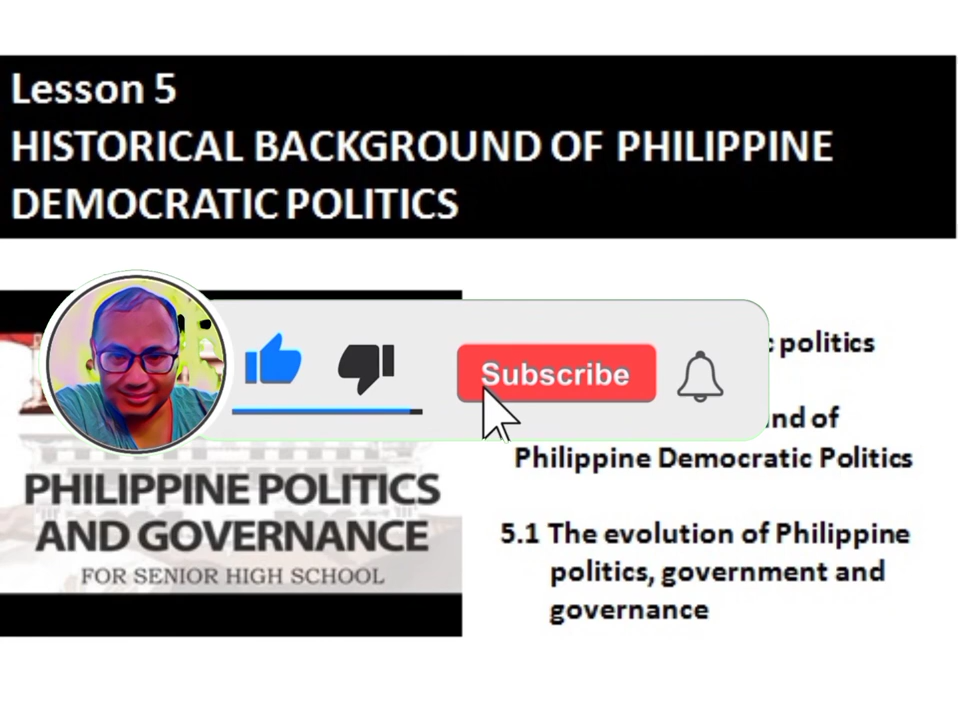 Lesson 5
HISTORICAL BACKGROUND OF PHILIPPINE
DEMOCRATIC POLITICS
politics
Subscribe
of
Philippine Democratic Politics
PHILIPPINE POLITICS
AND GOVERNANCE
FOR SENIOR HIGH SCHOOL
5.1 The evolution of Philippine
politics, government and
governance